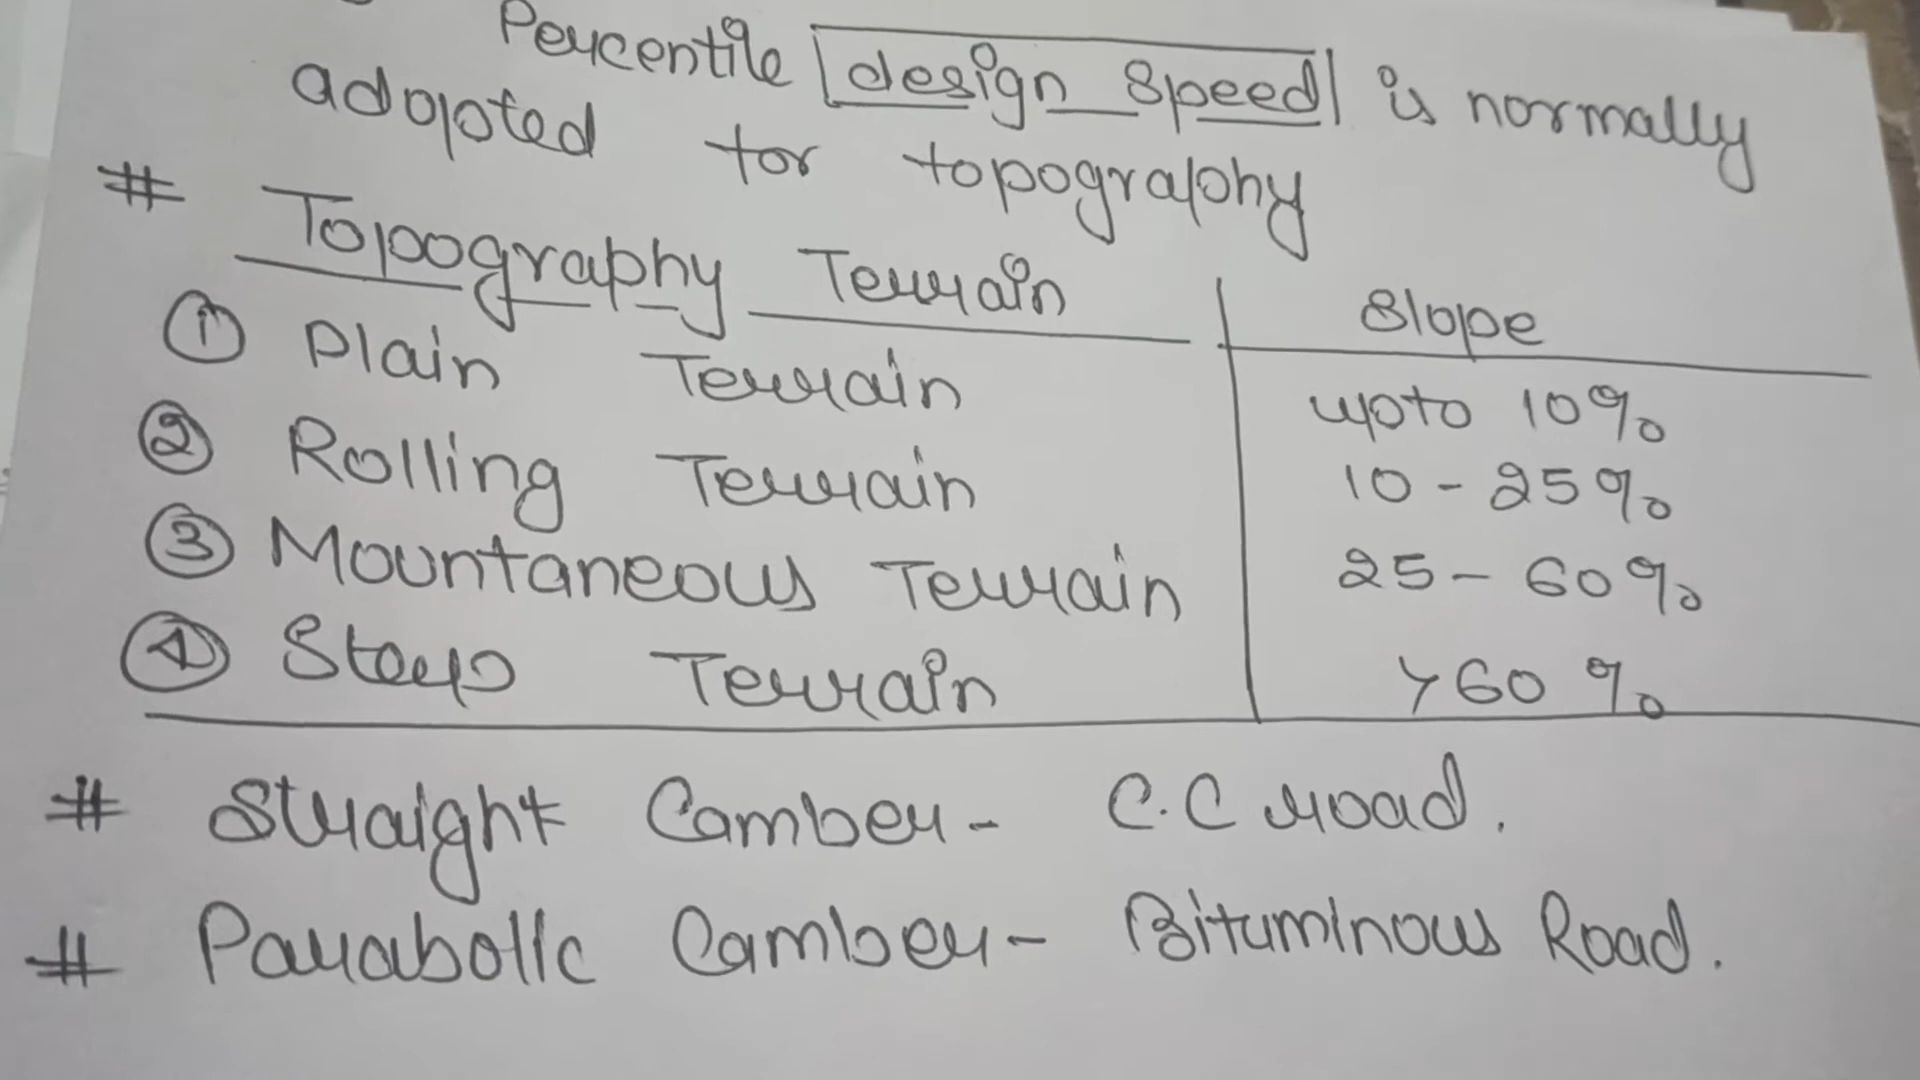 Percentile design speed is normally
adopted for topography
# Topography Terrain | Slope
① Plain Terrain | upto 10%
② Rolling Terrain | 10 - 25%
③ Mountaneous Terrain | 25 - 60%
④ Steep Terrain | >60%
# Straight Camber - C.C road.
# Parabolic Camber - Bituminous Road.